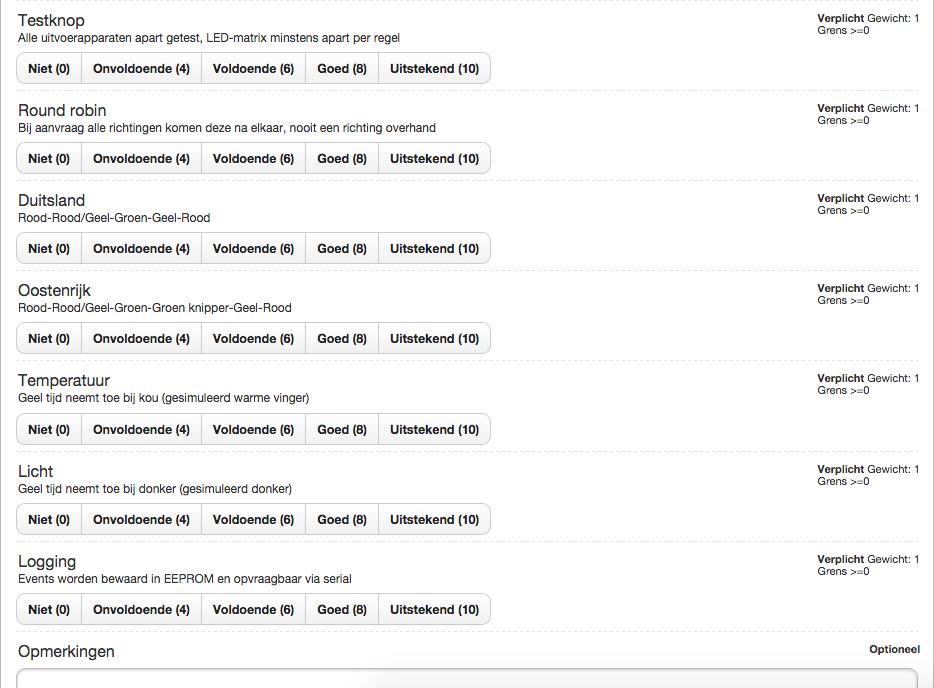 Testknop
Verplicht Gewicht: 1
Alle uitvoerapparaten apart getest, LED-matrix minstens apart per regel
Grens >=0
Niet (0) Onvoldoende (4) Voldoende (6) Goed (8) Uitstekend (10)
Round robin
Verplicht Gewicht: 1
Bij aanvraag alle richtingen komen deze na elkaar, nooit een richting overhand
Grens >=0
Niet (0) Onvoldoende (4) Voldoende (6) Goed (8) Uitstekend (10)
Duitsland
Verplicht Gewicht: 1
Rood-Rood/Geel-Groen-Geel-Rood
Grens >=0
Niet (0) Onvoldoende (4) Voldoende (6) Goed (8) Uitstekend (10)
Oostenrijk
Verplicht Gewicht: 1
Rood-Rood/Geel-Groen-Groen knipper-Geel-Rood
Grens >=0
Niet (0) Onvoldoende (4) Voldoende (6) Goed (8) Uitstekend (10)
Temperatuur
Verplicht Gewicht: 1
Geel tijd neemt toe bij kou (gesimuleerd warme vinger)
Grens >=0
Niet (0) Onvoldoende (4) Voldoende (6) Goed (8) Uitstekend (10)
Licht
Verplicht Gewicht: 1
Geel tijd neemt toe bij donker (gesimuleerd donker)
Grens >=0
Niet (0) Onvoldoende (4) Voldoende (6) Goed (8) Uitstekend (10)
Logging
Verplicht Gewicht: 1
Events worden bewaard in EEPROM en opvraagbaar via serial
Grens >=0
Niet (0) Onvoldoende (4) Voldoende (6) Goed (8) Uitstekend (10)
Opmerkingen
Optioneel